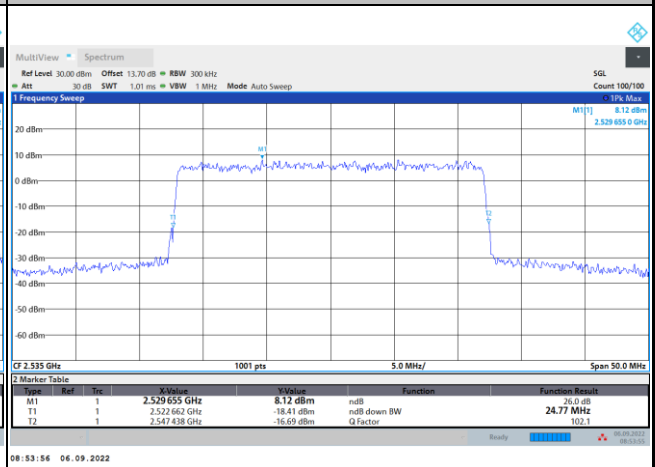 MultiView Spectrum
Ref Level 30.00 dBm Offset 13.70 dB RBW 300 kHz SGL
Att 30 dB SWT 1.01 ms VBW 1 MHz Mode Auto Sweep Count 100/100
1 Frequency Sweep 1Pk Max
M1[1] 8.12 dBm
2.529 655 0 GHz
20 dBm
M1
10 dBm
0 dBm
-10 dBm
T1 T2
-20 dBm
-30 dBm
-40 dBm
-50 dBm
-60 dBm
CF 2.535 GHz 1001 pts 5.0 MHz/ Span 50.0 MHz
2 Marker Table
Type Ref Trc X-Value Y-Value Function Function Result
M1 1 2.529 655 GHz 8.12 dBm ndB 26.0 dB
T1 1 2.522 662 GHz -18.41 dBm ndB down BW 24.77 MHz
T2 1 2.547 438 GHz -16.69 dBm Q Factor 102.1
Ready 06.09.2022
08:53:55
08:53:56 06.09.2022